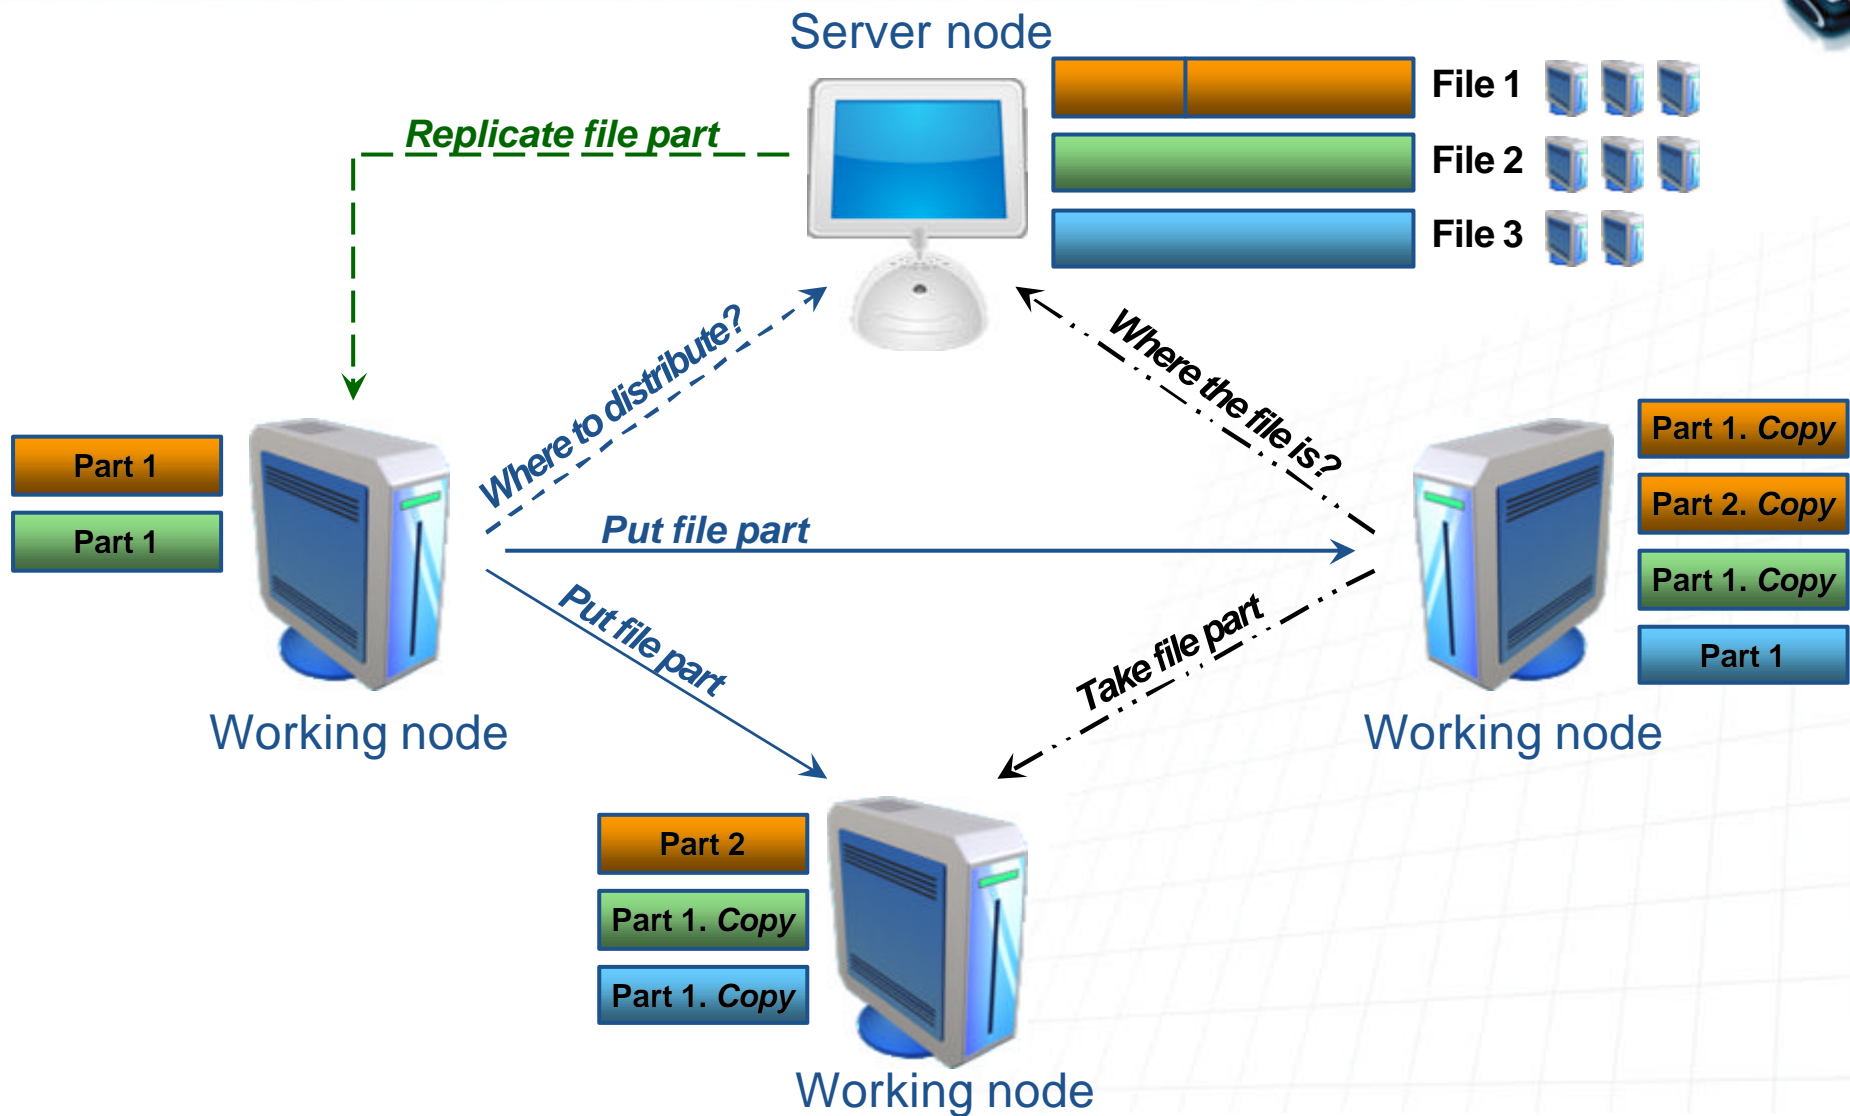 Server node
File 1
Replicate file part
File 2
File 3
Where to distribute?
Where the file is?
Part 1
Part 1
Put file part
Part 1. Copy
Part 2. Copy
Part 1. Copy
Part 1
Put file part
Take file part
Working node
Working node
Part 2
Part 1. Copy
Part 1. Copy
Working node